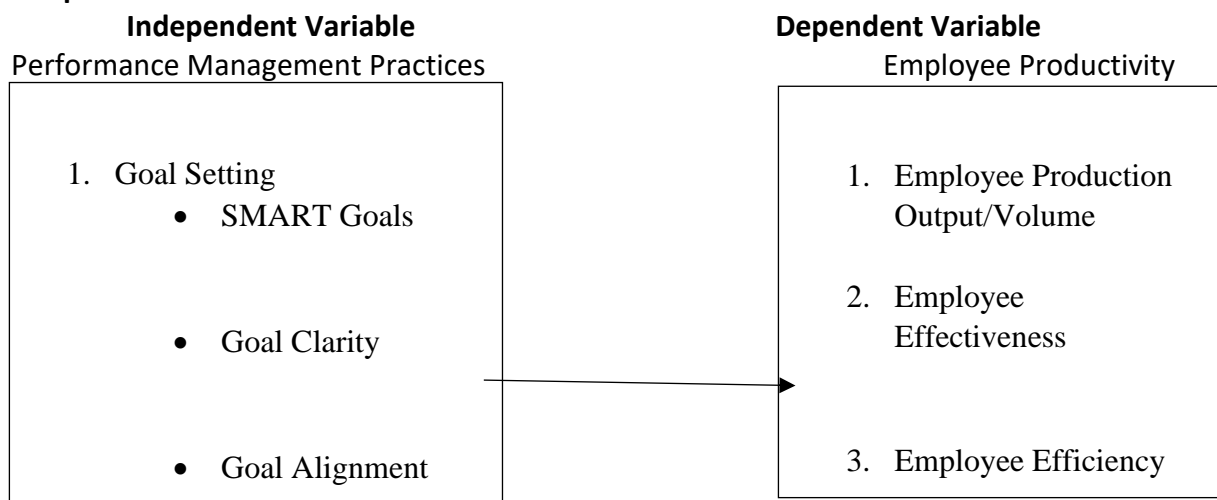 Independent Variable
Dependent Variable
Performance Management Practices
Employee Productivity
1. Goal Setting
• SMART Goals
• Goal Clarity
• Goal Alignment
1. Employee Production
Output/Volume
2. Employee
Effectiveness
3. Employee Efficiency